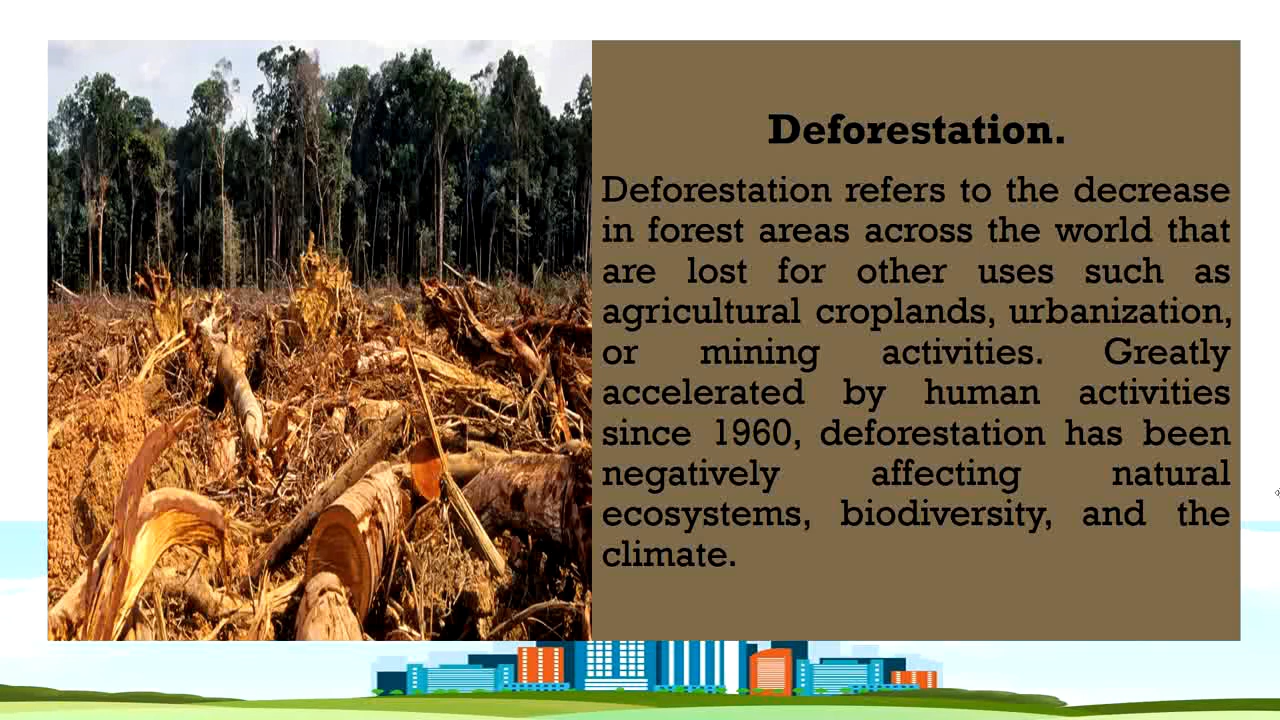 Deforestation.
Deforestation refers to the decrease
in forest areas across the world that
are lost for other uses such as
agricultural croplands, urbanization,
or mining activities. Greatly
accelerated by human activities
since 1960, deforestation has been
negatively affecting natural
ecosystems, biodiversity, and the
climate.